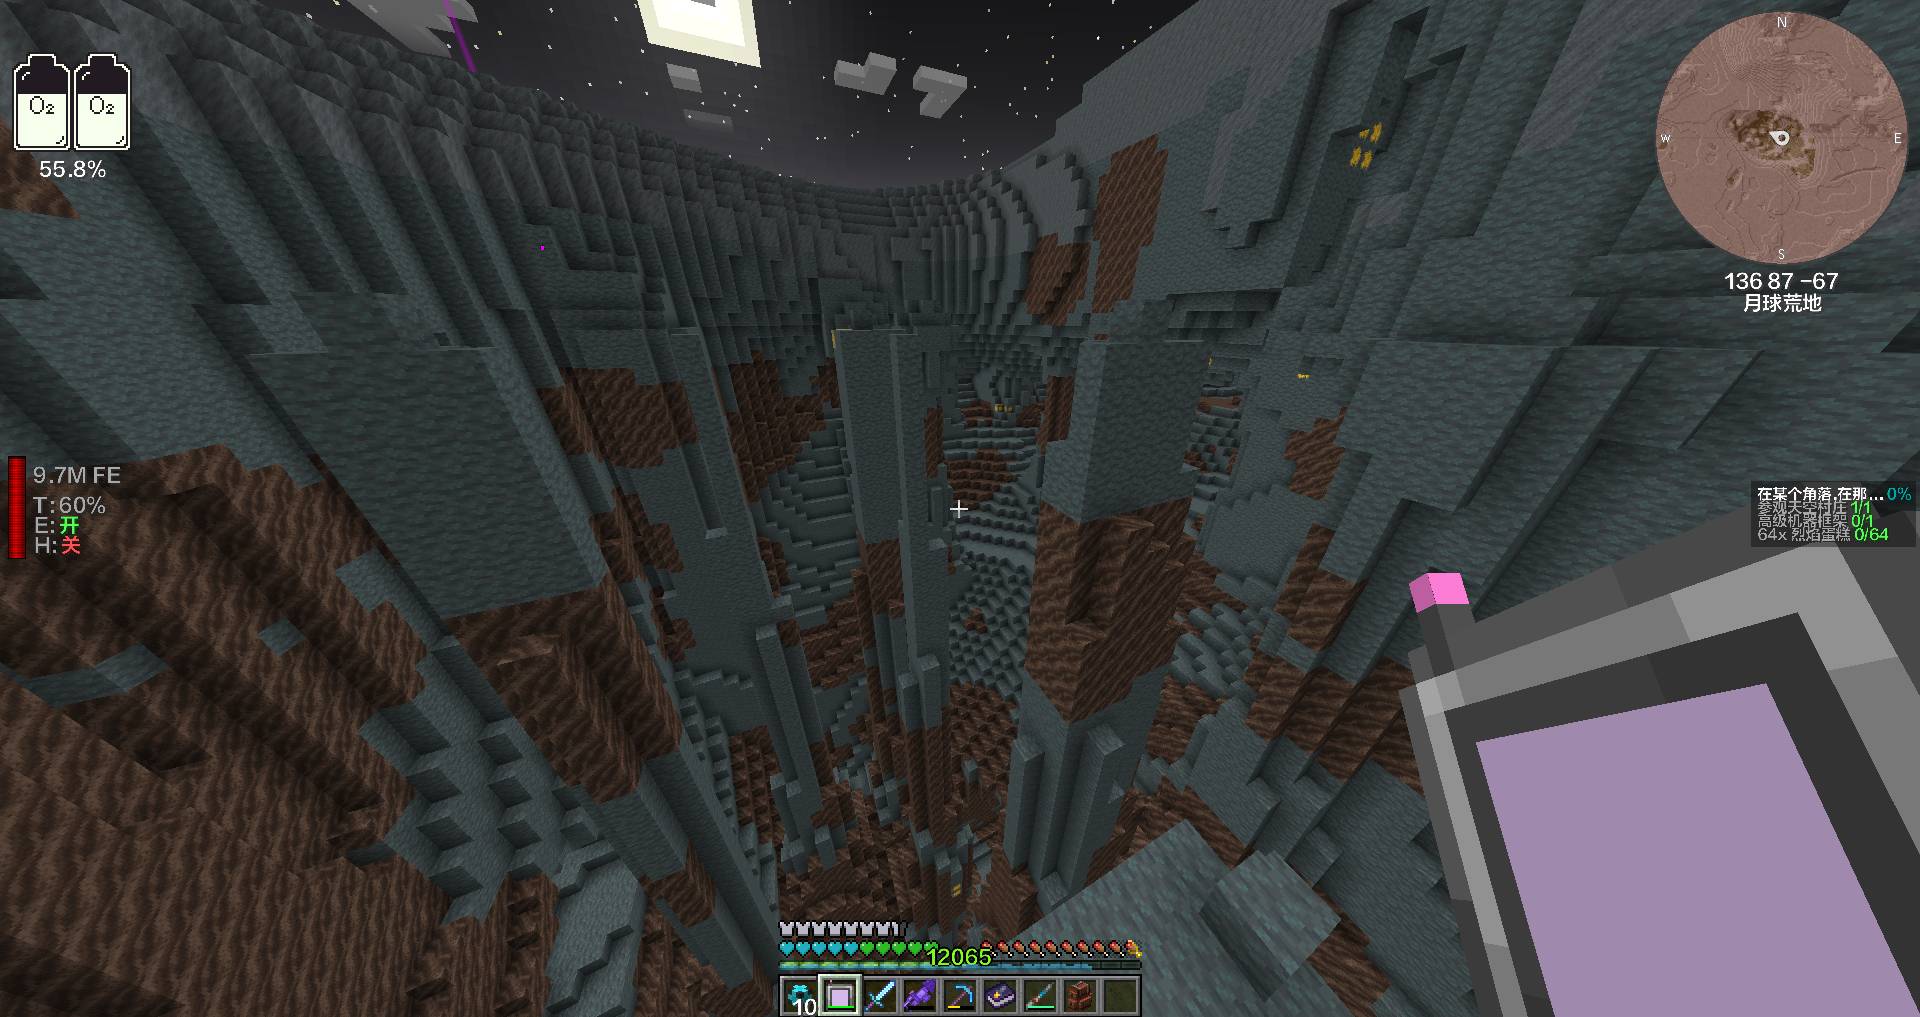 O₂ O₂
55.8%
N
W
E
S
136 87 -67
月球荒地
9.7M FE
T: 60%
E: 开
H: 关
在某个角落,在那... 0%
参观天空村庄 1/1
高级机器框架 0/1
64x 烈焰蛋糕 0/64
12065
10